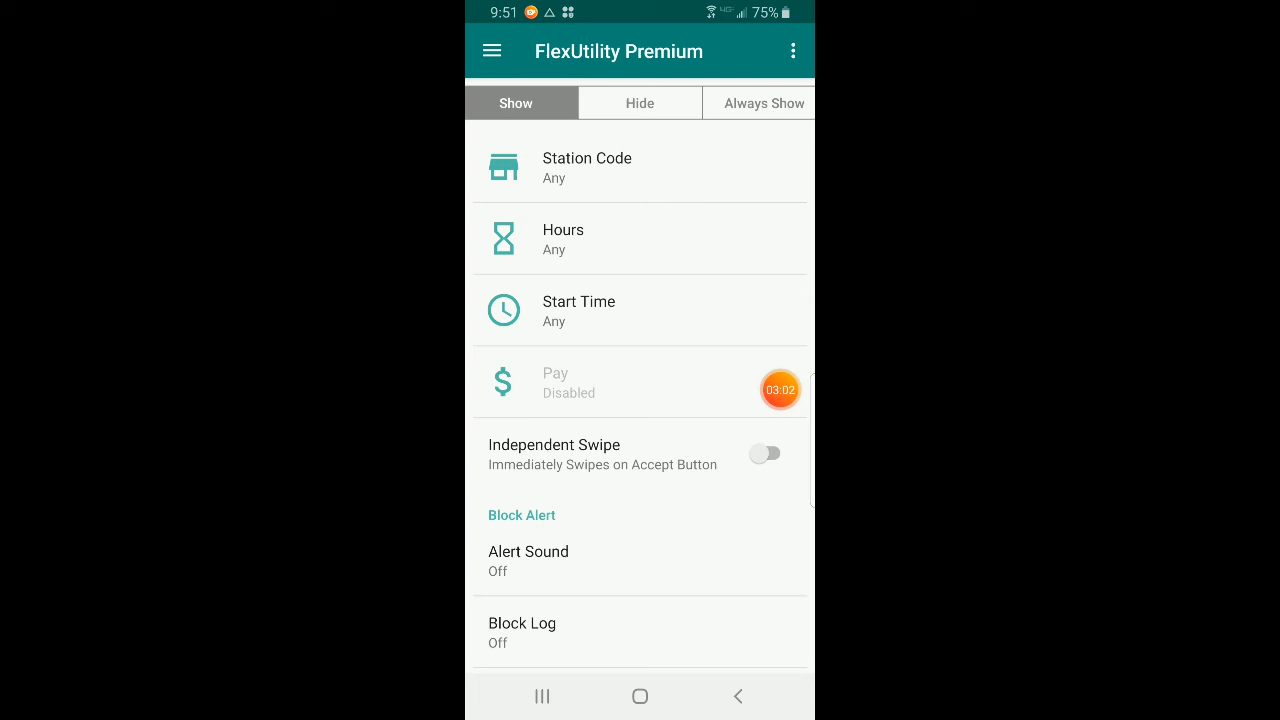 9:51 75%
FlexUtility Premium
Show Hide Always Show
Station Code
Any
Hours
Any
Start Time
Any
Pay
Disabled
03:02
Independent Swipe
Immediately Swipes on Accept Button
Block Alert
Alert Sound
Off
Block Log
Off